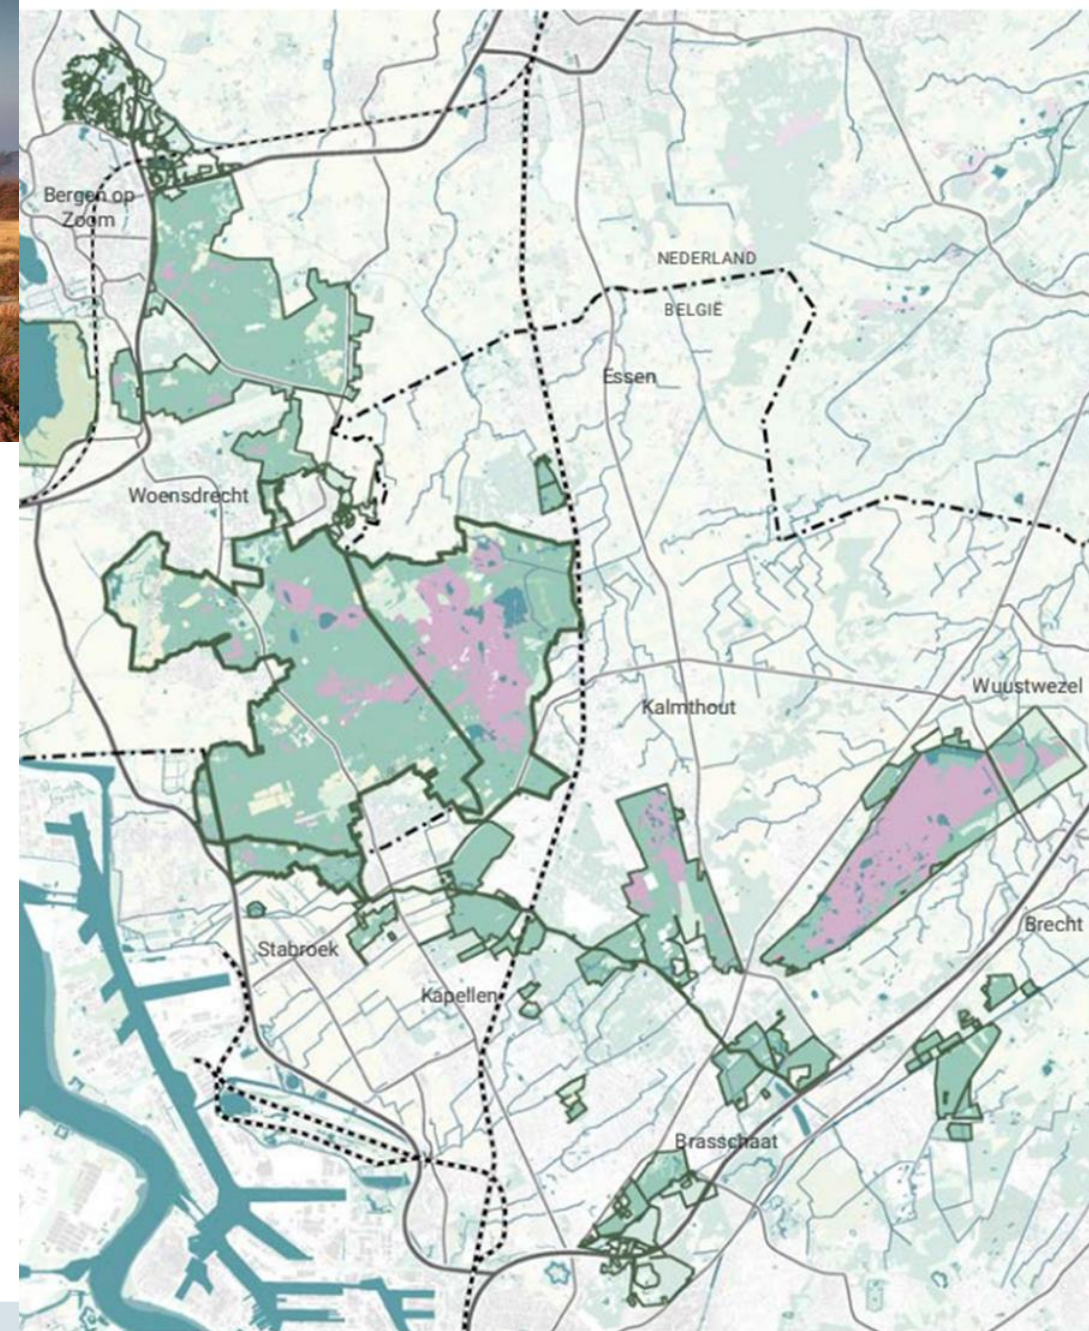 Bergen op
Zoom
NEDERLAND
BELGIË
Essen
Woensdrecht
Wuustwezel
Kalmthout
Brecht
Stabroek
Kapellen
Brasschaat